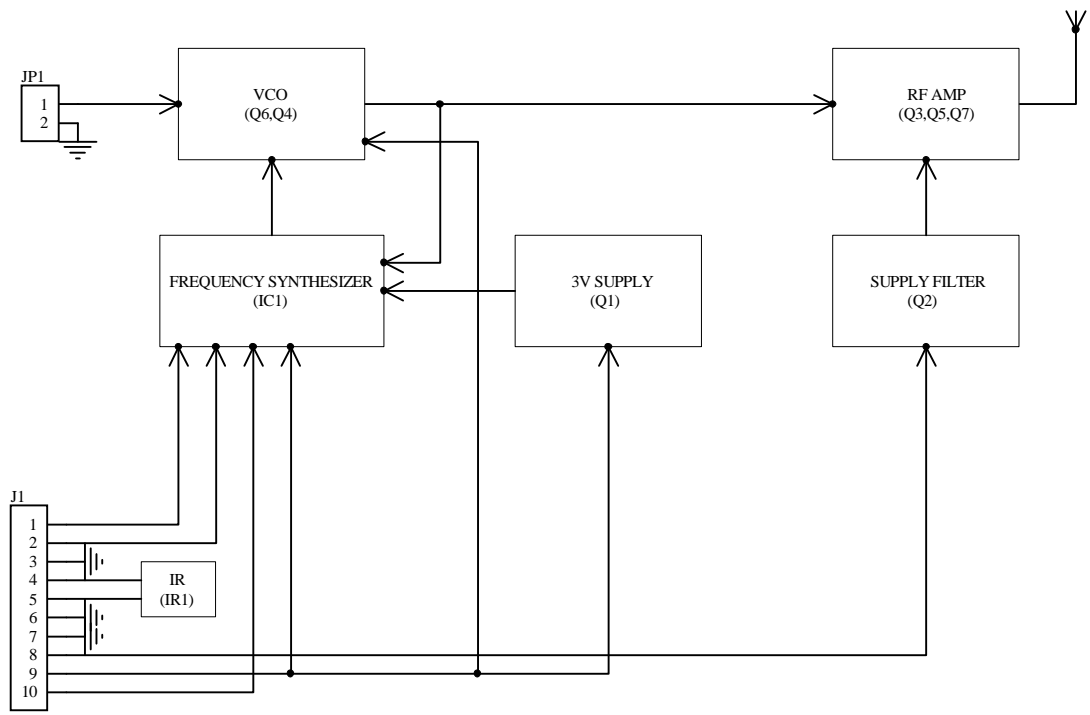 JP1
1
2
VCO
(Q6,Q4)
RF AMP
(Q3,Q5,Q7)
FREQUENCY SYNTHESIZER
(IC1)
3V SUPPLY
(Q1)
SUPPLY FILTER
(Q2)
J1
1
2
3
4
5
6
7
8
9
10
IR
(IR1)